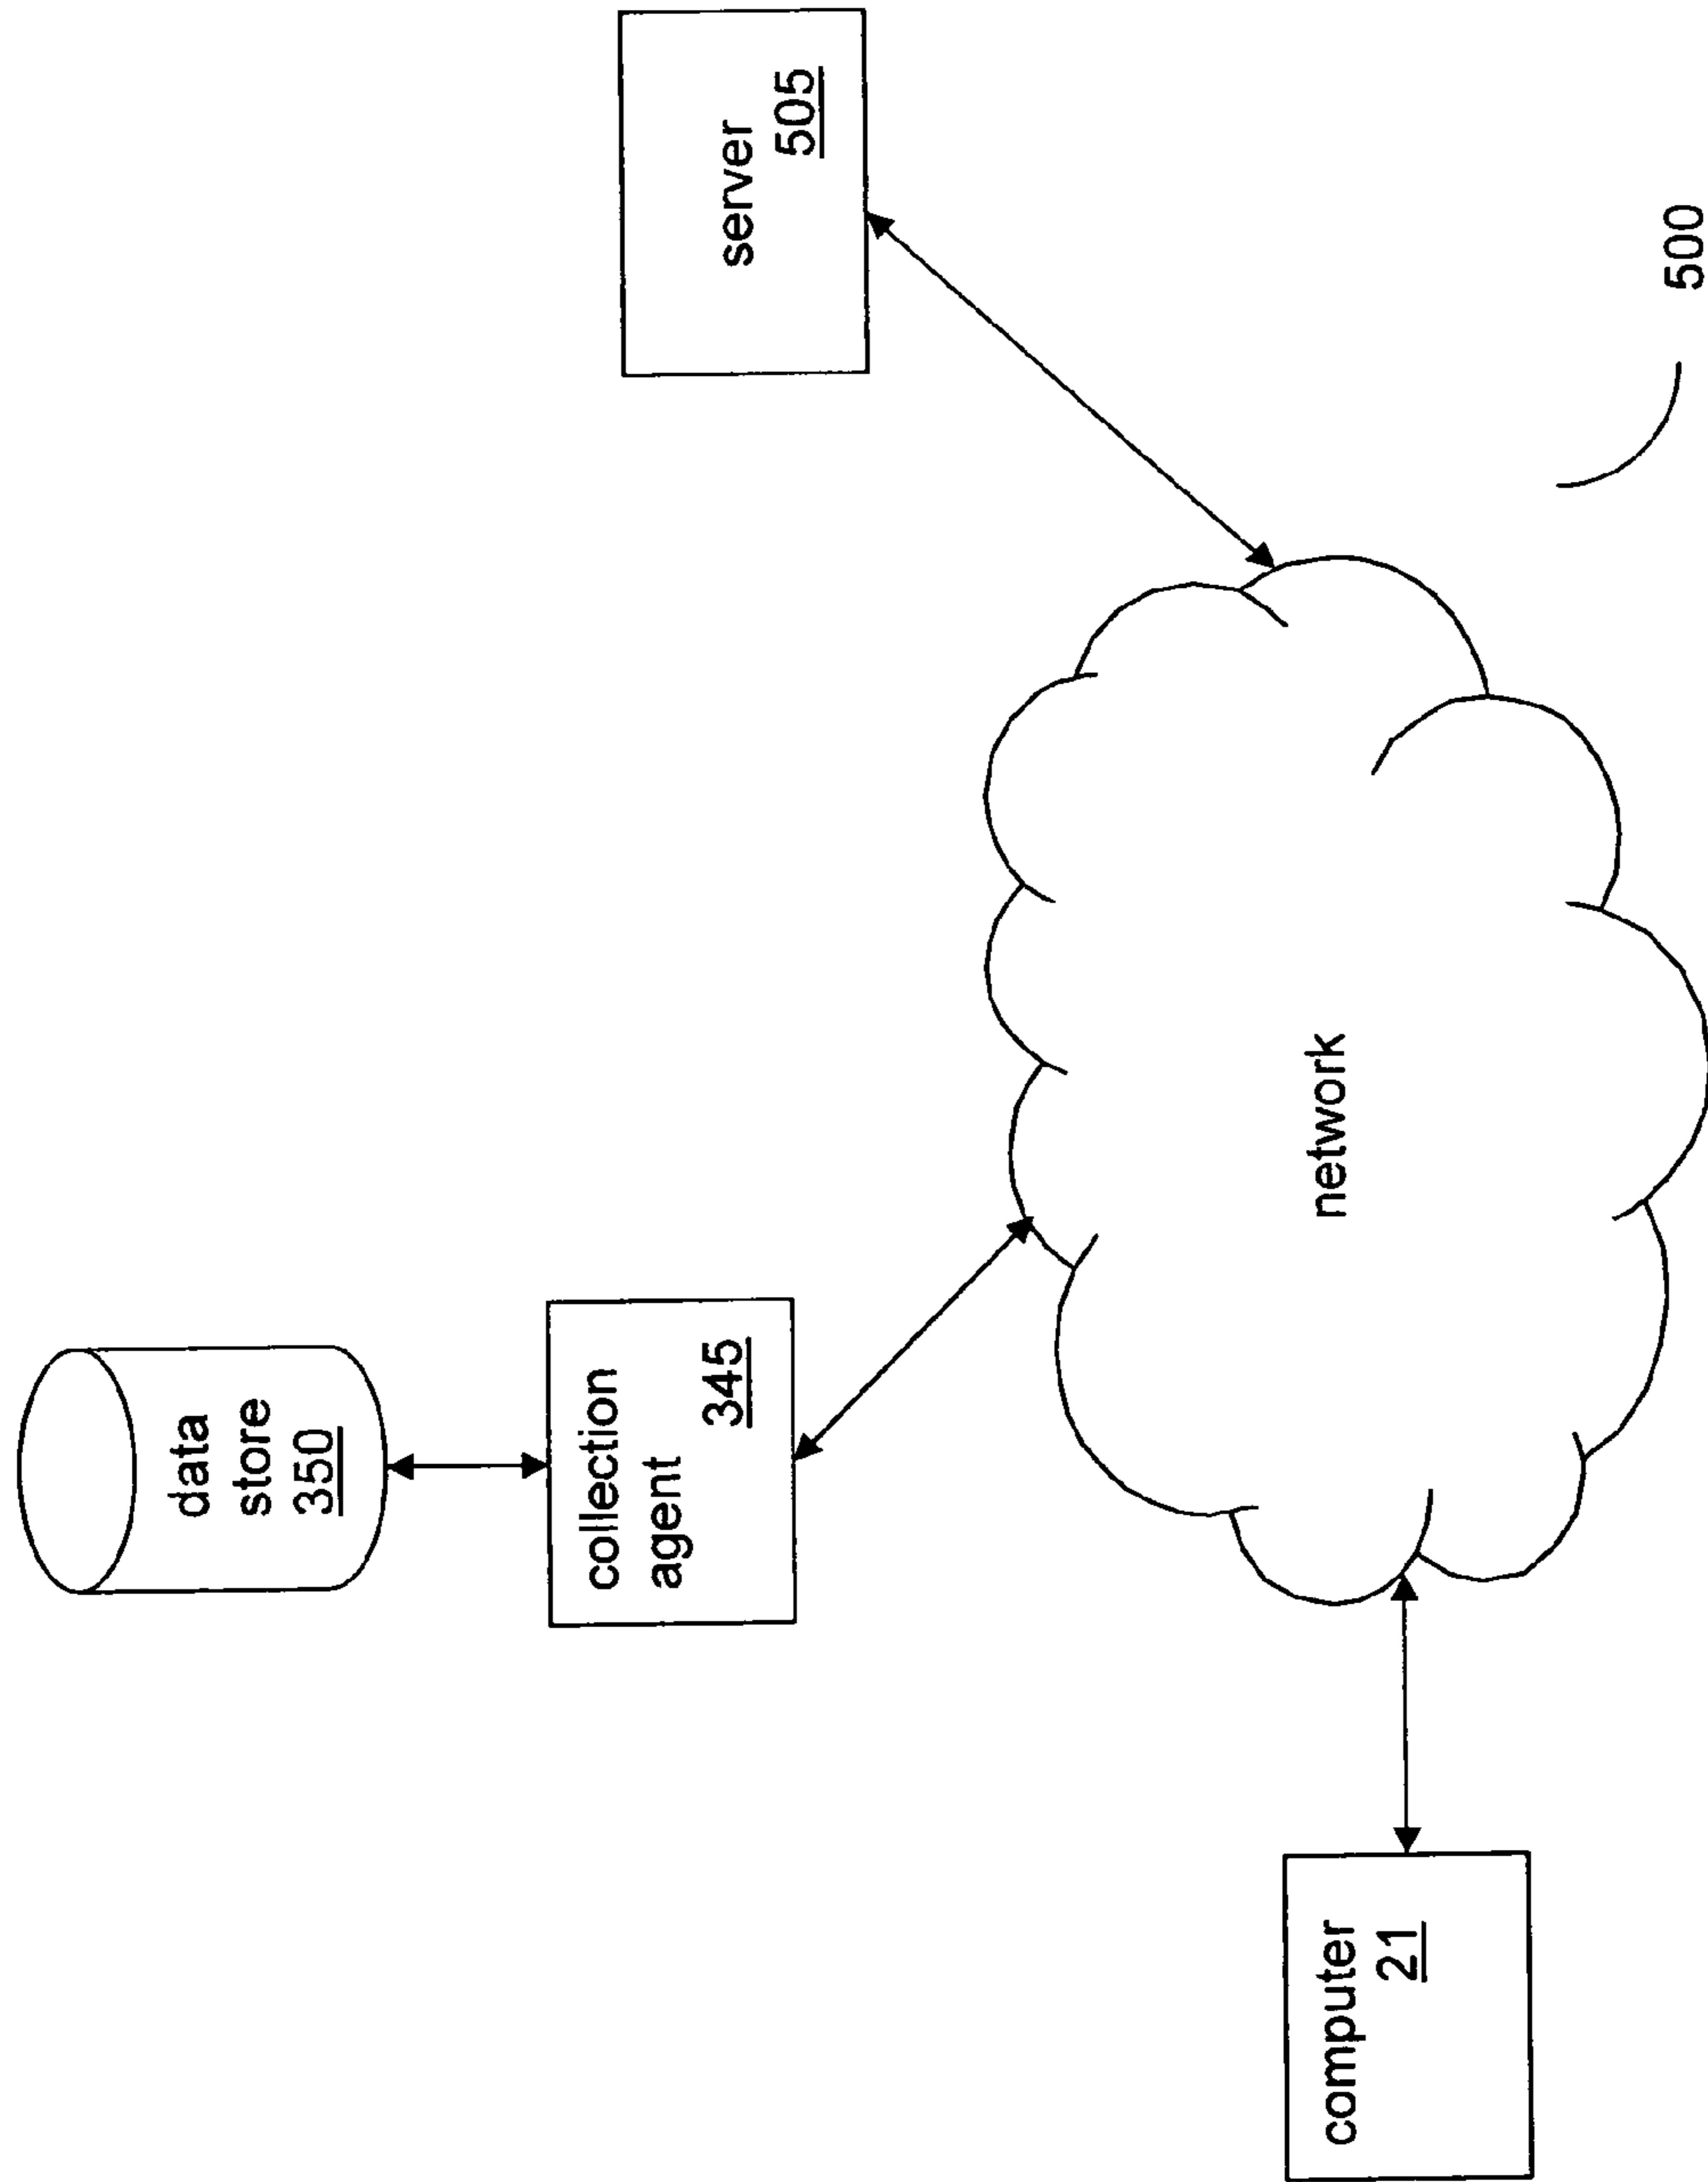 data
store
350
collection
agent
345
server
505
network
computer
21
500